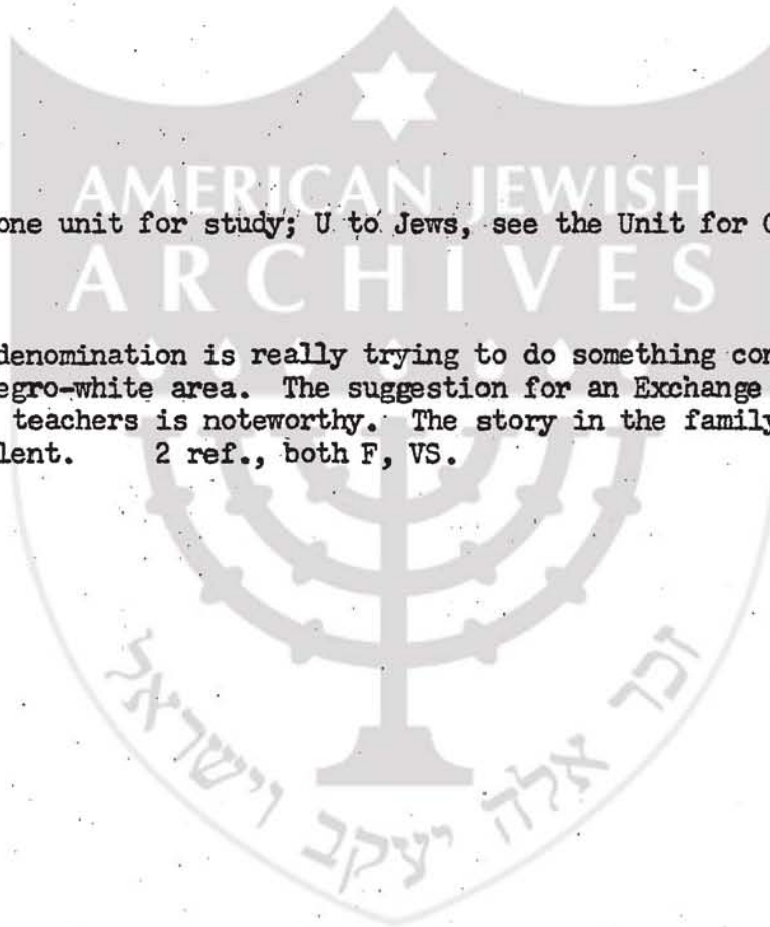 AMERICAN JEWISH
one unit for study; U to Jews, see the Unit for
ARCHIVES
denomination is really trying to do something
egro-white area. The suggestion for an Exchange
teachers is noteworthy. The story in the family
lent. 2 ref., both F, VS.
זכר אלה יעקב וישראל